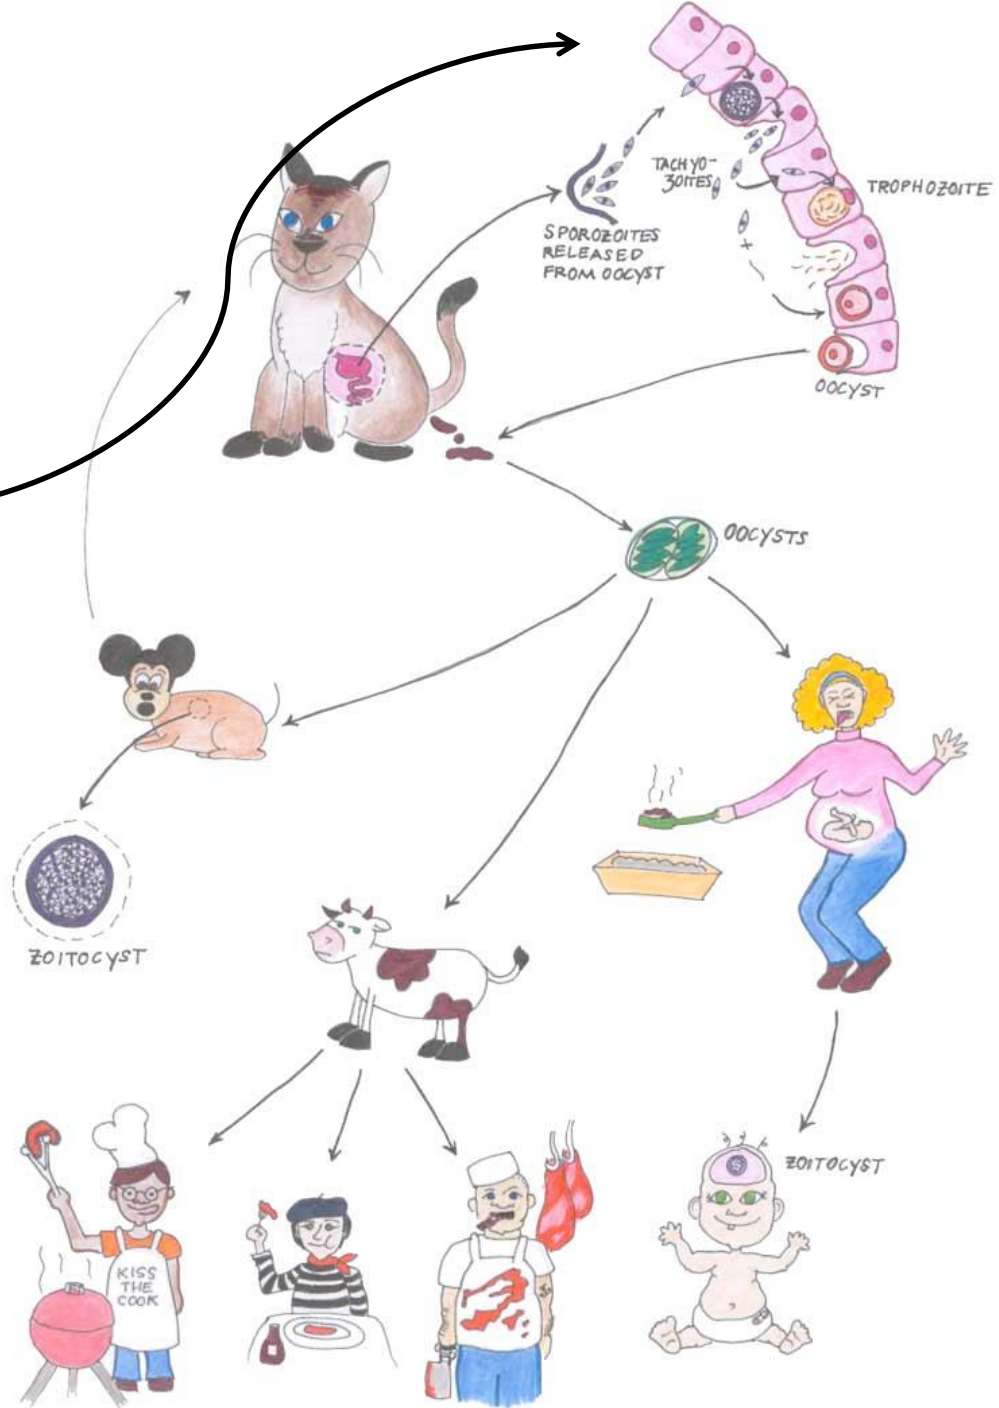 TACHYO-
ZOITES
TROPHOZOITE
SPOROZOITES
RELEASED
FROM OOCYST
OOCYST
OOCYSTS
ZOITOCYST
ZOITOCYST
KISS
THE
COOK